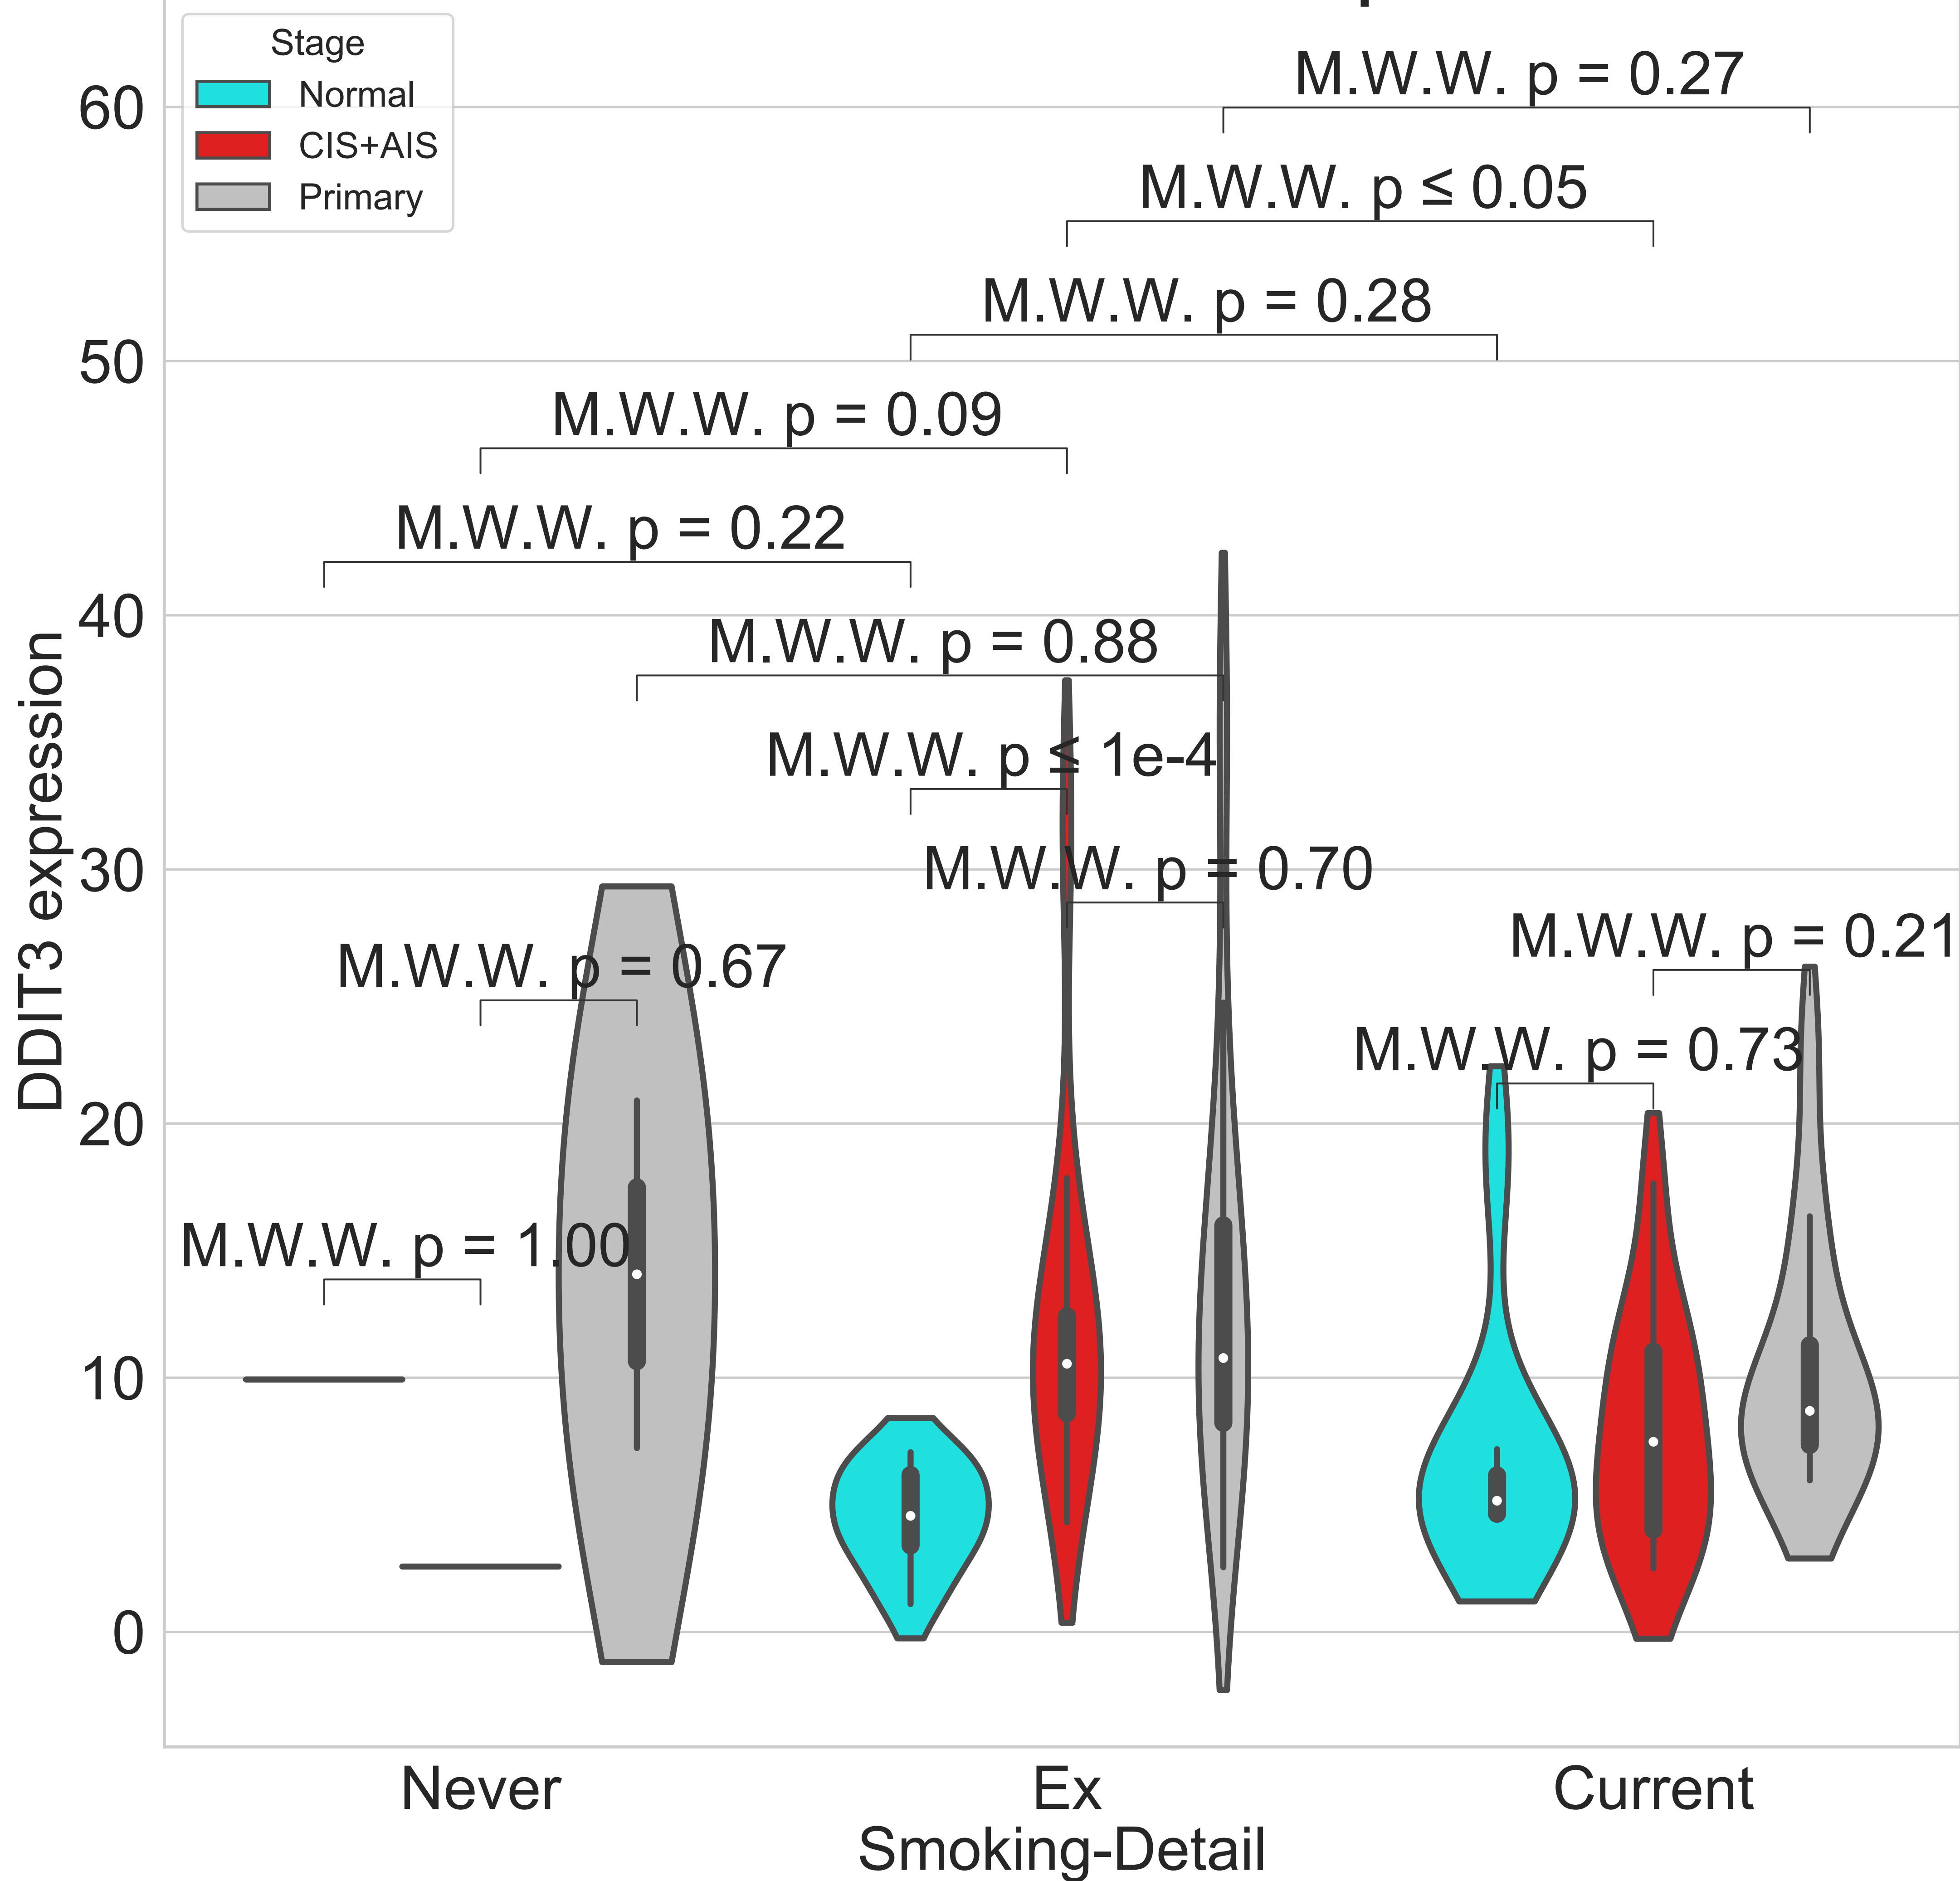 Stage
Normal
CIS+AIS
Primary
M.W.W. p = 0.27
M.W.W. p ≤ 0.05
M.W.W. p = 0.28
M.W.W. p = 0.09
M.W.W. p = 0.22
M.W.W. p = 0.88
M.W.W. p ≤ 1e-4
M.W.W. p = 0.70
M.W.W. p = 0.21
M.W.W. p = 0.67
M.W.W. p = 0.73
M.W.W. p = 1.00
60
50
40
30
20
10
0
DDIT3 expression
Never
Ex
Current
Smoking-Detail